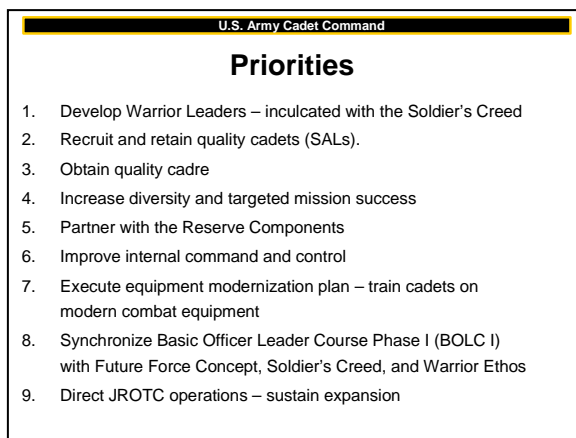 U.S. Army Cadet Command
Priorities
1. Develop Warrior Leaders – inculcated with the Soldier's Creed
2. Recruit and retain quality cadets (SALs).
3. Obtain quality cadre
4. Increase diversity and targeted mission success
5. Partner with the Reserve Components
6. Improve internal command and control
7. Execute equipment modernization plan – train cadets on
modern combat equipment
8. Synchronize Basic Officer Leader Course Phase I (BOLC I)
with Future Force Concept, Soldier's Creed, and Warrior Ethos
9. Direct JROTC operations – sustain expansion